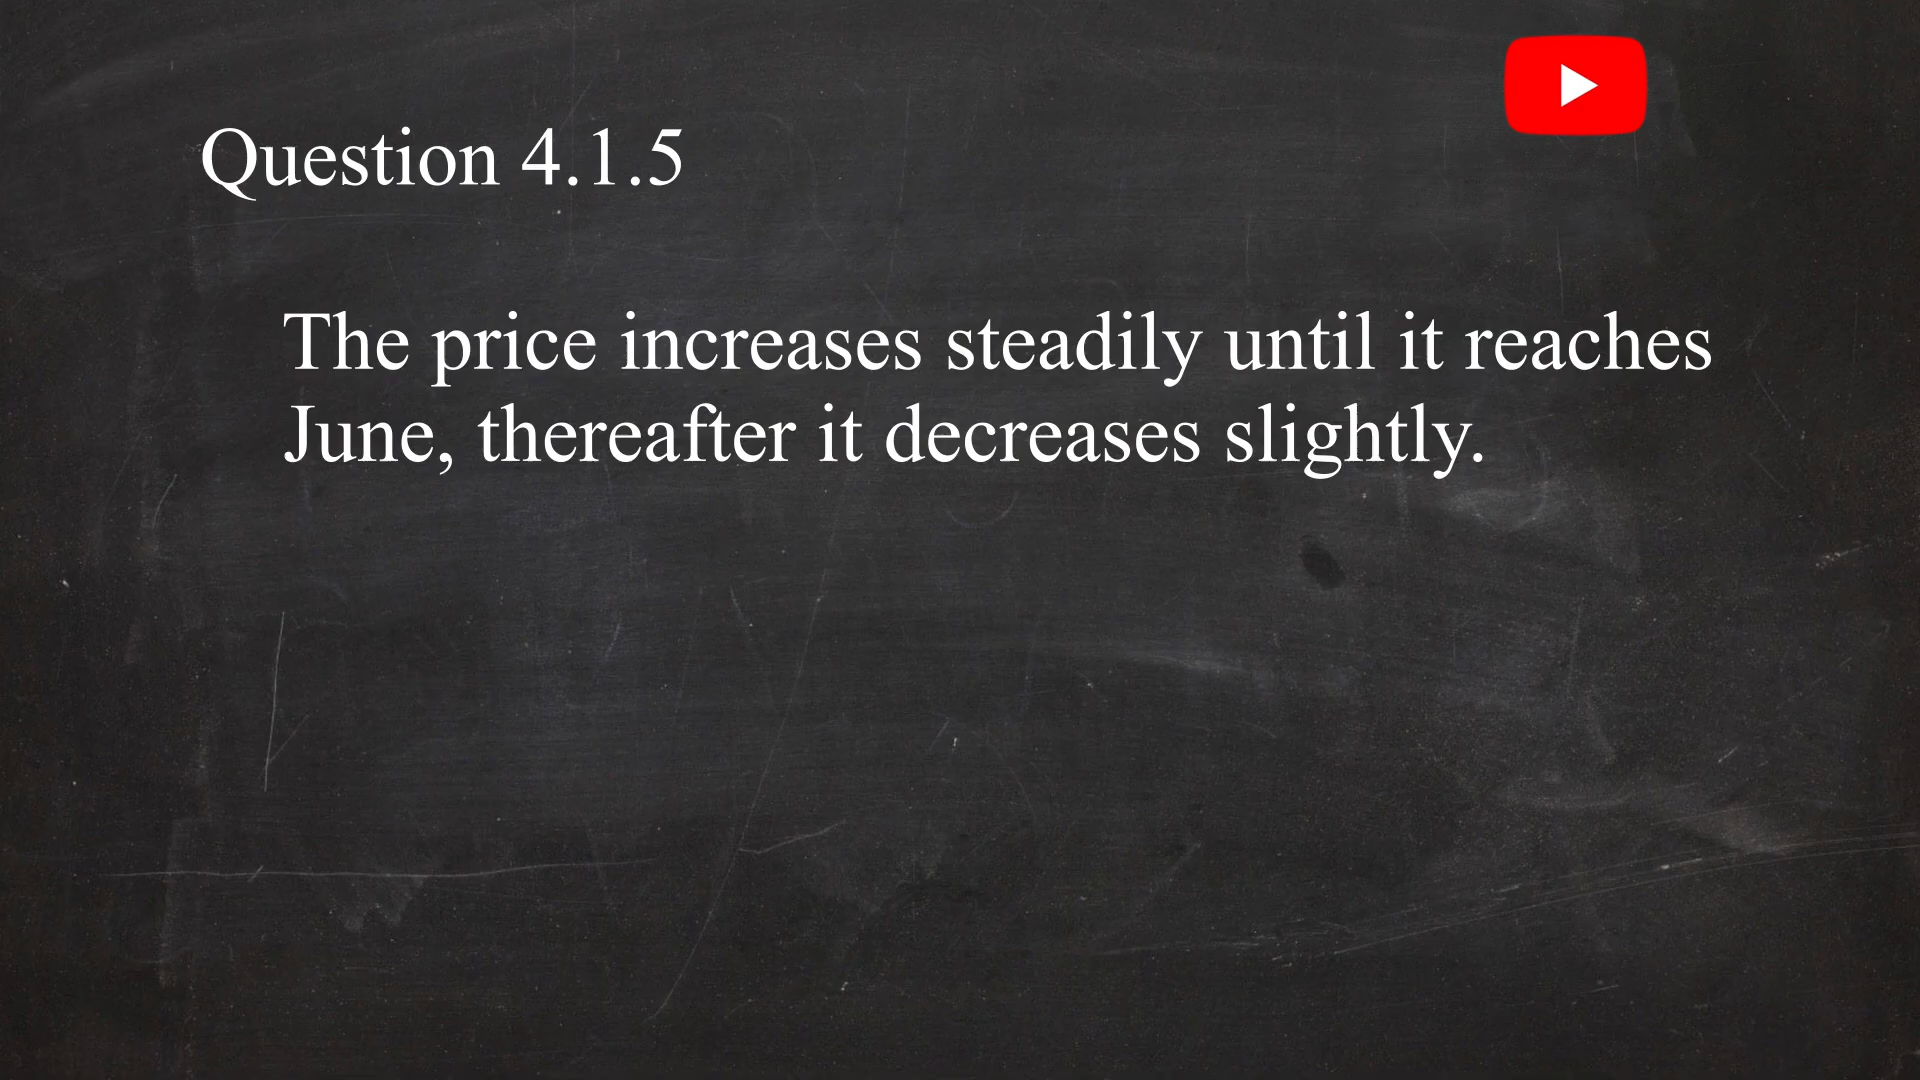 Question 4.1.5
The price increases steadily until it reaches
June, thereafter it decreases slightly.